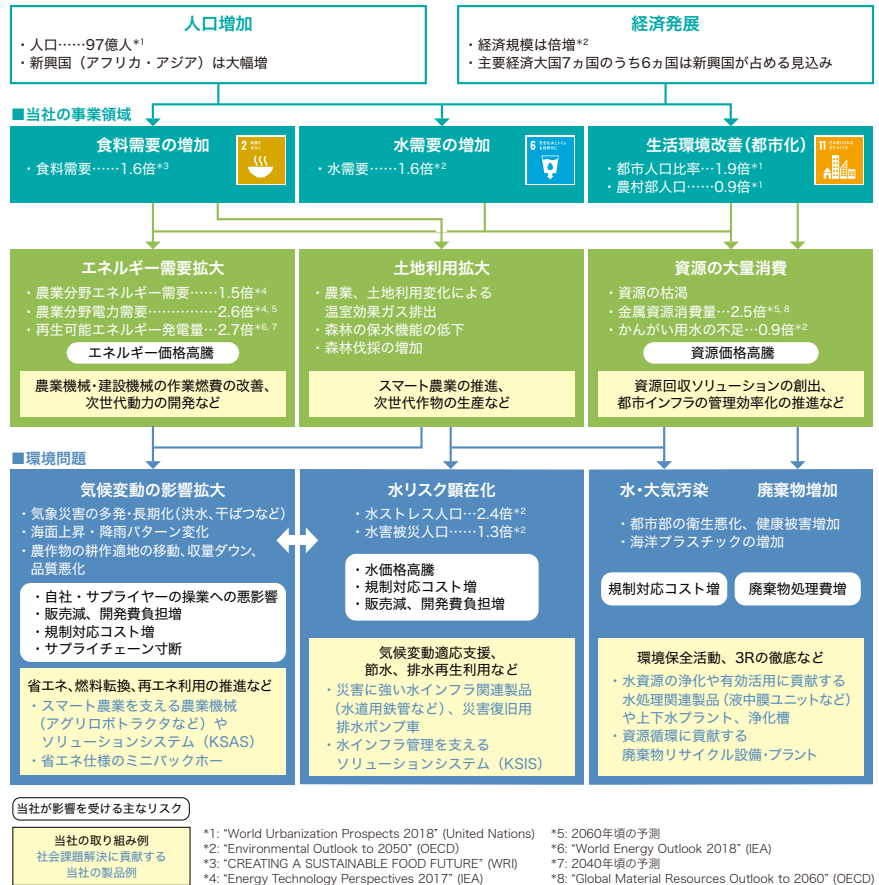 人口増加
・人口……97億人*1
・新興国（アフリカ・アジア）は大幅増
経済発展
・経済規模は倍増*2
・主要経済大国7ヵ国のうち6ヵ国は新興国が占める見込み
■当社の事業領域
食料需要の増加
・食料需要……1.6倍*3
2 飢餓を
ゼロに
水需要の増加
・水需要……1.6倍*2
6 安全な水とトイレ
を世界中に
生活環境改善（都市化）
・都市人口比率…1.9倍*1
・農村部人口……0.9倍*1
11 住み続けられる
まちづくりを
エネルギー需要拡大
・農業分野エネルギー需要……1.5倍*4
・農業分野電力需要……………2.6倍*4, 5
・再生可能エネルギー発電量…2.7倍*6, 7
エネルギー価格高騰
農業機械・建設機械の作業燃費の改善、
次世代動力の開発など
土地利用拡大
・農業、土地利用変化による
温室効果ガス排出
・森林の保水機能の低下
・森林伐採の増加
スマート農業の推進、
次世代作物の生産など
資源の大量消費
・資源の枯渇
・金属資源消費量…2.5倍*5, 8
・かんがい用水の不足…0.9倍*2
資源価格高騰
資源回収ソリューションの創出、
都市インフラの管理効率化の推進など
■環境問題
気候変動の影響拡大
・気象災害の多発・長期化（洪水、干ばつなど）
・海面上昇・降雨パターン変化
・農作物の耕作適地の移動、収量ダウン、
品質悪化
・自社・サプライヤーの操業への悪影響
・販売減、開発費負担増
・規制対応コスト増
・サプライチェーン寸断
省エネ、燃料転換、再エネ利用の推進など
・スマート農業を支える農業機械
（アグリロボトラクタなど）や
ソリューションシステム（KSAS）
・省エネ仕様のミニバックホー
水リスク顕在化
・水ストレス人口…2.4倍*2
・水害被災人口……1.3倍*2
・水価格高騰
・規制対応コスト増
・販売減、開発費負担増
気候変動適応支援、
節水、排水再生利用など
・災害に強い水インフラ関連製品
（水道用鉄管など）、災害復旧用
排水ポンプ車
・水インフラ管理を支える
ソリューションシステム（KSIS）
水・大気汚染 廃棄物増加
・都市部の衛生悪化、健康被害増加
・海洋プラスチックの増加
規制対応コスト増 廃棄物処理費増
環境保全活動、3Rの徹底など
・水資源の浄化や有効活用に貢献する
水処理関連製品（液中膜ユニットなど）
や上下水プラント、浄化槽
・資源循環に貢献する
廃棄物リサイクル設備・プラント
当社が影響を受ける主なリスク
当社の取り組み例
社会課題解決に貢献する
当社の製品例
*1: “World Urbanization Prospects 2018” (United Nations)
*2: “Environmental Outlook to 2050” (OECD)
*3: “CREATING A SUSTAINABLE FOOD FUTURE” (WRI)
*4: “Energy Technology Perspectives 2017” (IEA)
*5: 2060年頃の予測
*6: “World Energy Outlook 2018” (IEA)
*7: 2040年頃の予測
*8: “Global Material Resources Outlook to 2060” (OECD)